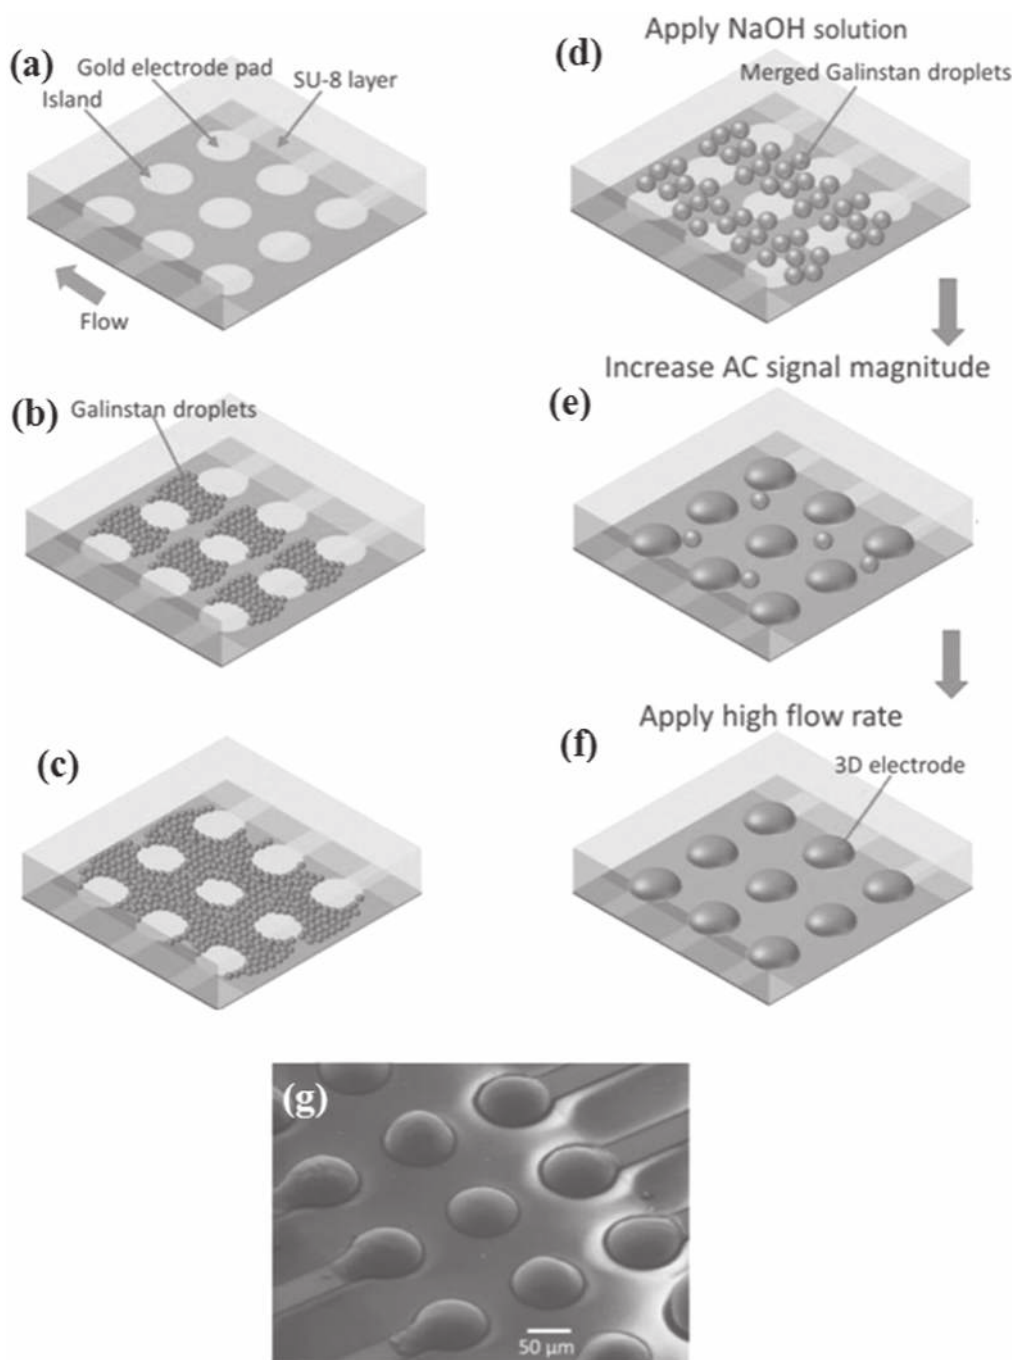 (a)
Gold electrode pad
SU-8 layer
Island
Flow
(b)
Galinstan droplets
(c)
(d)
Apply NaOH solution
Merged Galinstan droplets
Increase AC signal magnitude
(e)
Apply high flow rate
(f)
3D electrode
(g)
50 µm